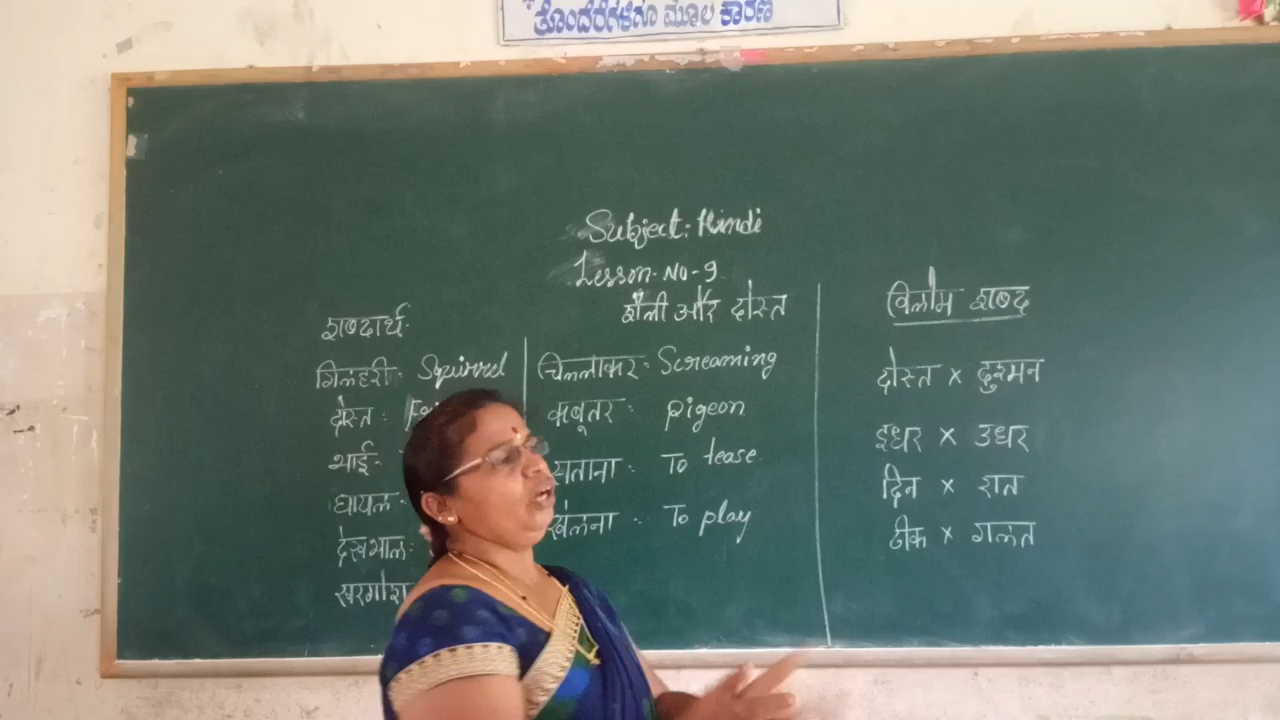 ತೊಂದರೆಗಳಿಗೂ ಮೂಲ ಕಾರಣ
Subject: Hindi
Lesson. No-9
शैली और दोस्त
शब्दार्थ.
गिलहरी: Squirrel
दोस्त:
भाई-
घायल.
देखभाल:
खरगोश
चिल्लाकर: Screaming
कबूतर: pigeon
सताना: To tease
खेलना: To play
विलोम शब्द
दोस्त x दुश्मन
इधर x उधर
दिन x रात
ठीक x गलत